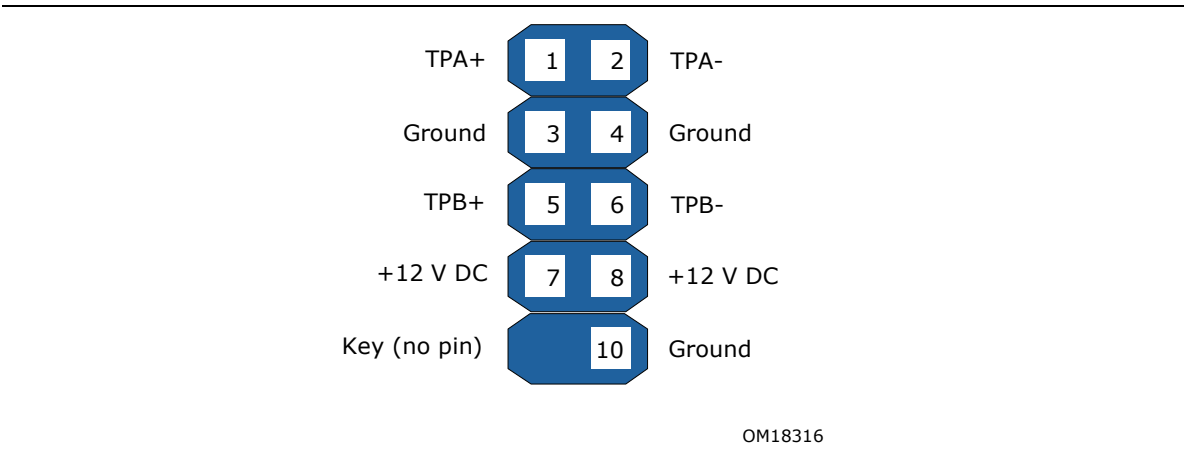 TPA+ 1 2 TPA-
Ground 3 4 Ground
TPB+ 5 6 TPB-
+12 V DC 7 8 +12 V DC
Key (no pin) 10 Ground
OM18316